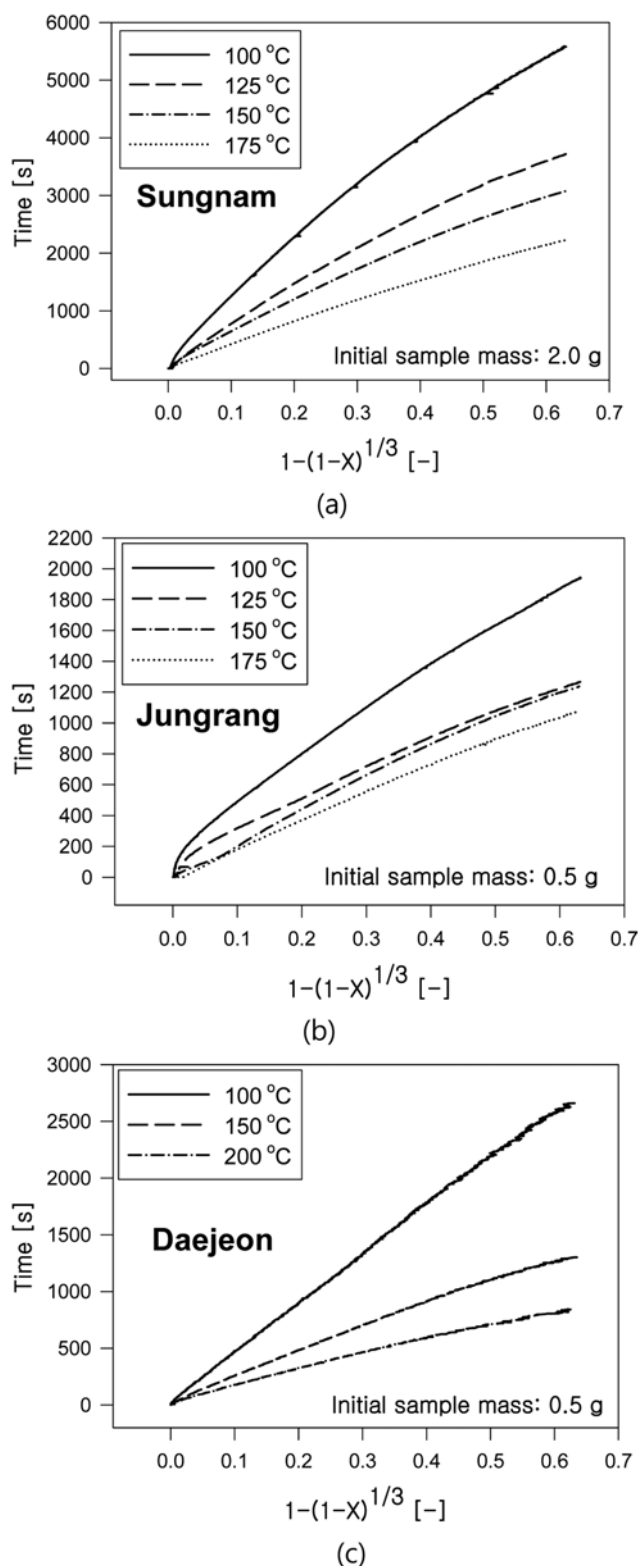 6000
5000
4000
3000
2000
1000
0
Time [s]
100 °C
125 °C
150 °C
175 °C
Sungnam
Initial sample mass: 2.0 g
0.0 0.1 0.2 0.3 0.4 0.5 0.6 0.7
1-(1-X)^1/3 [-]
(a)
2200
2000
1800
1600
1400
1200
1000
800
600
400
200
0
Time [s]
100 °C
125 °C
150 °C
175 °C
Jungrang
Initial sample mass: 0.5 g
0.0 0.1 0.2 0.3 0.4 0.5 0.6 0.7
1-(1-X)^1/3 [-]
(b)
3000
2500
2000
1500
1000
500
0
Time [s]
100 °C
150 °C
200 °C
Daejeon
Initial sample mass: 0.5 g
0.0 0.1 0.2 0.3 0.4 0.5 0.6 0.7
1-(1-X)^1/3 [-]
(c)